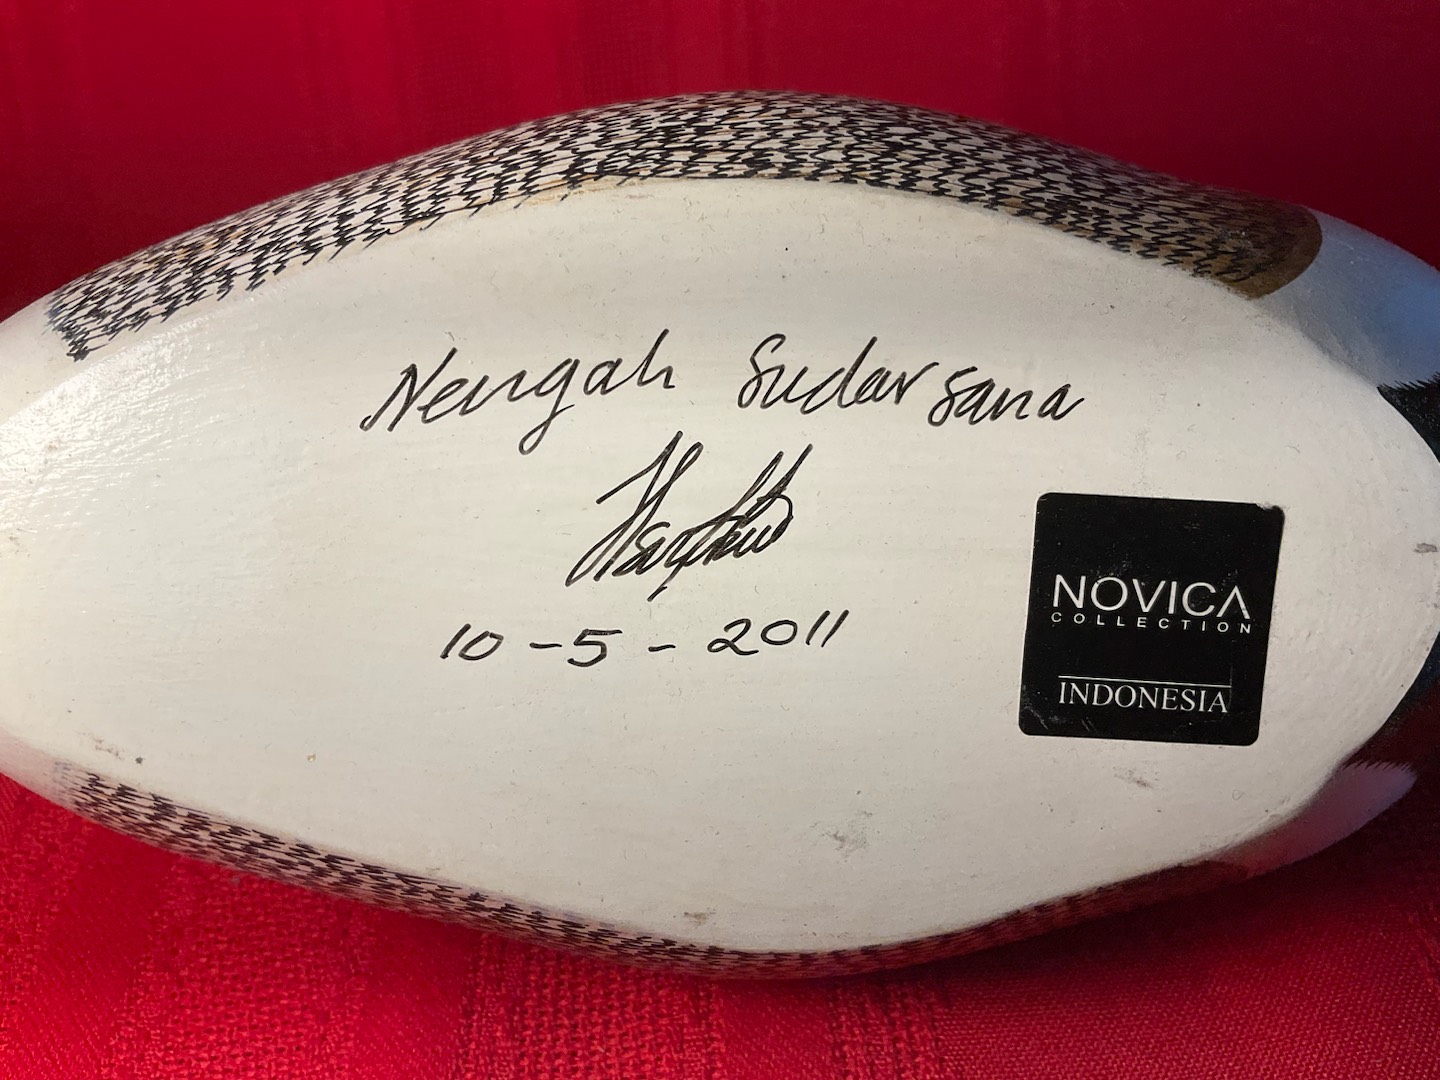 Nengah Sudarsana
10-5-2011
NOVICA
COLLECTION
INDONESIA